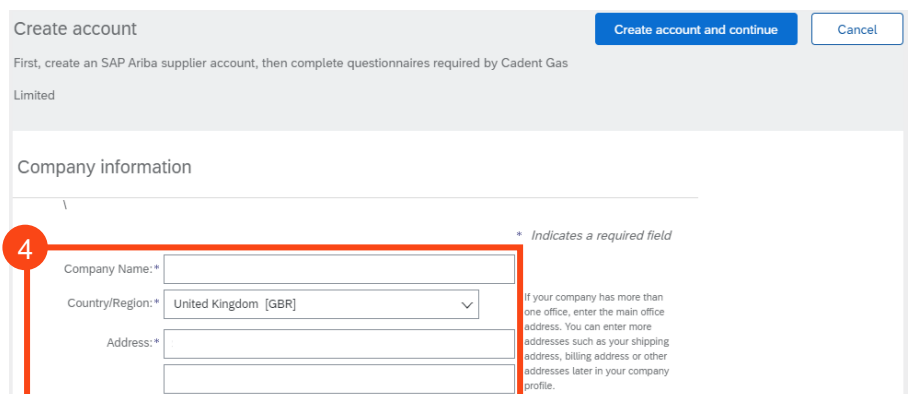 Create account
Create account and continue
Cancel
First, create an SAP Ariba supplier account, then complete questionnaires required by Cadent Gas
Limited
Company information
\
* Indicates a required field
4
Company Name:*
Country/Region:*
United Kingdom [GBR]
If your company has more than
one office, enter the main office
address. You can enter more
addresses such as your shipping
address, billing address or other
addresses later in your company
profile.
Address:*